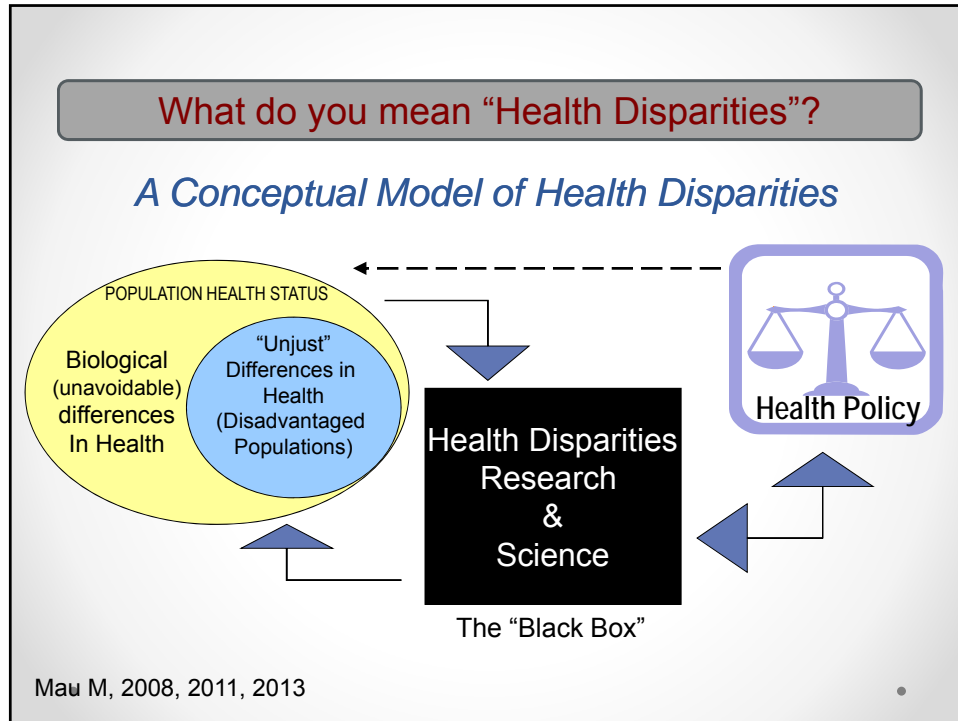 What do you mean “Health Disparities”?
A Conceptual Model of Health Disparities
POPULATION HEALTH STATUS
Biological
(unavoidable)
differences
In Health
“Unjust”
Differences in
Health
(Disadvantaged
Populations)
Health Disparities
Research
&
Science
The “Black Box”
Health Policy
Mau M, 2008, 2011, 2013